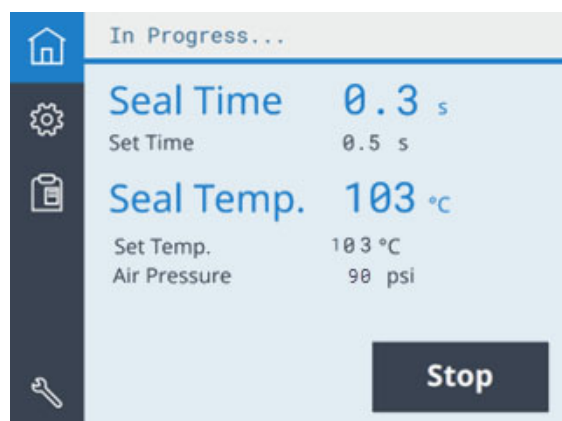 In Progress...
Seal Time 0.3 s
Set Time 0.5 s
Seal Temp. 103 °C
Set Temp. 103 °C
Air Pressure 90 psi
Stop